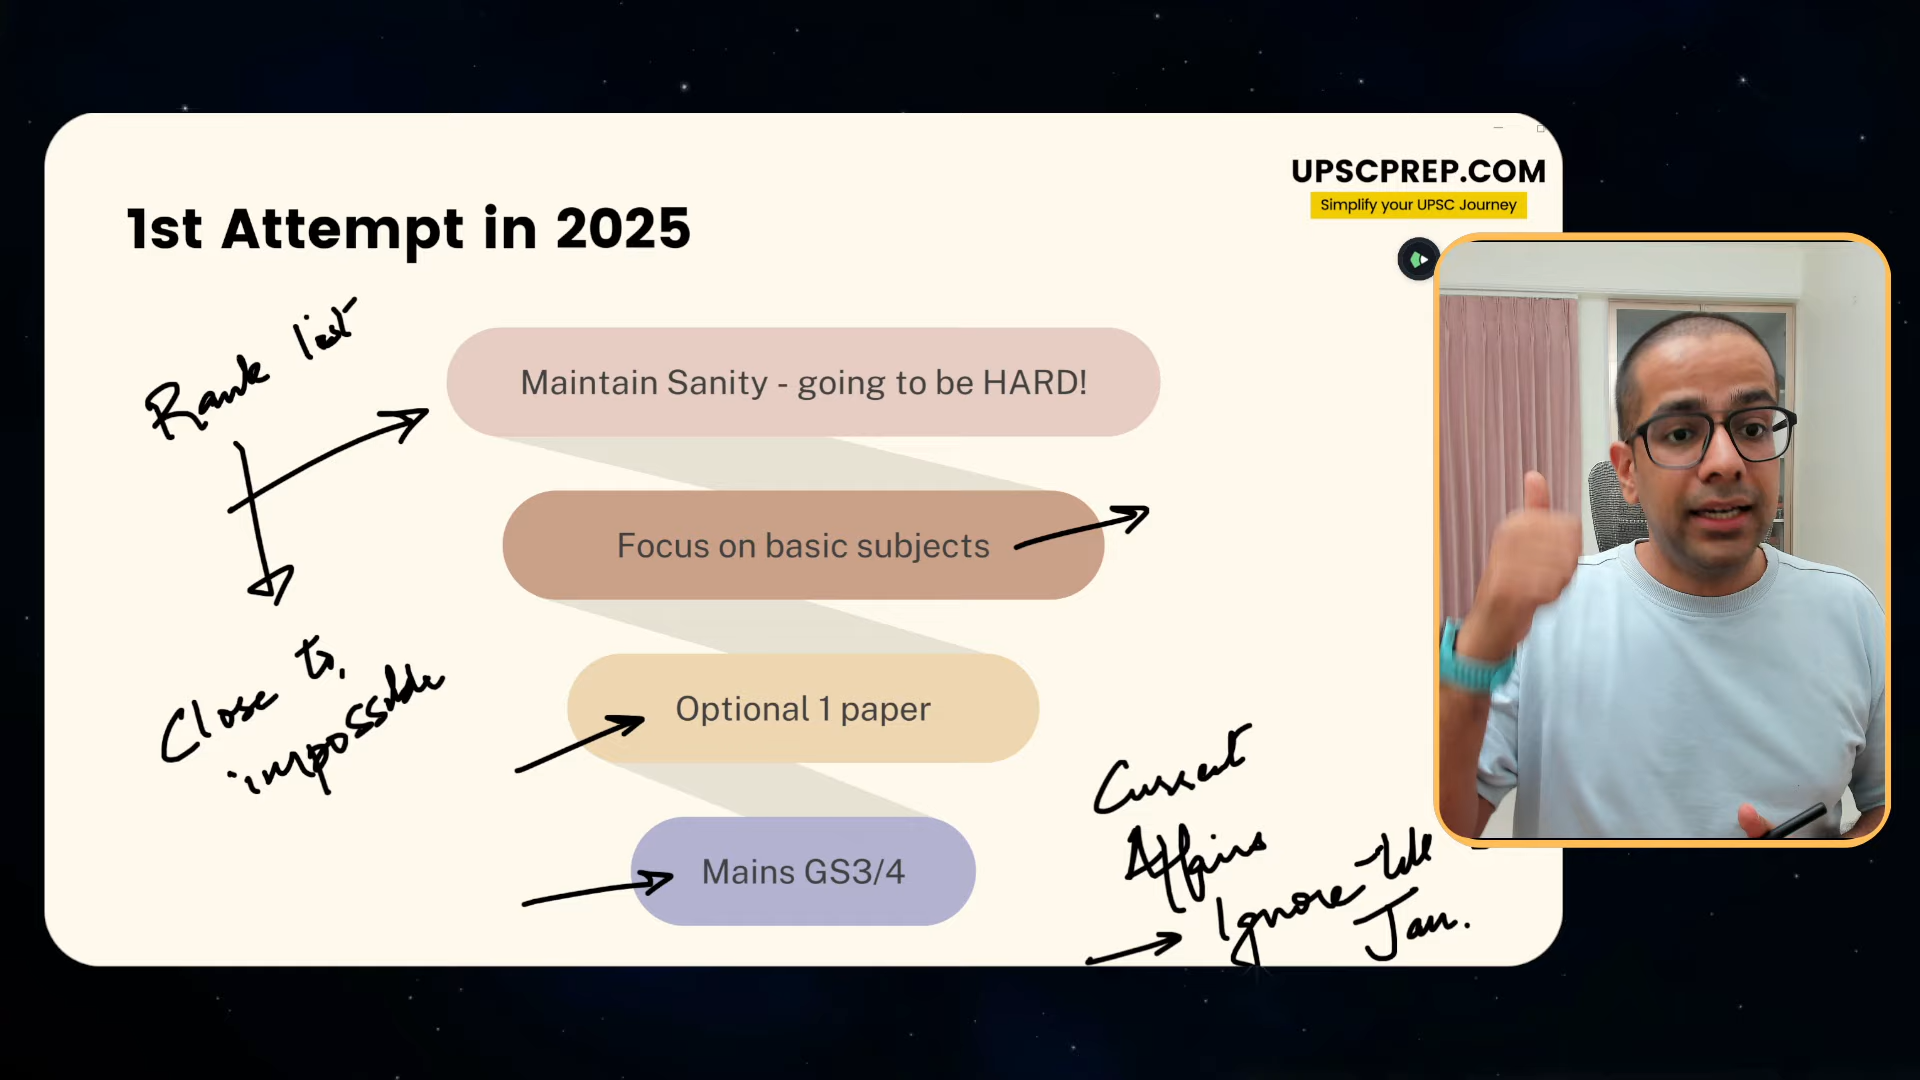 UPSCPREP.COM
Simplify your UPSC Journey
1st Attempt in 2025
Rank list
Maintain Sanity - going to be HARD!
Focus on basic subjects
Close to
impossible
Optional 1 paper
Mains GS3/4
Current
Affairs
Ignore till
Jan.